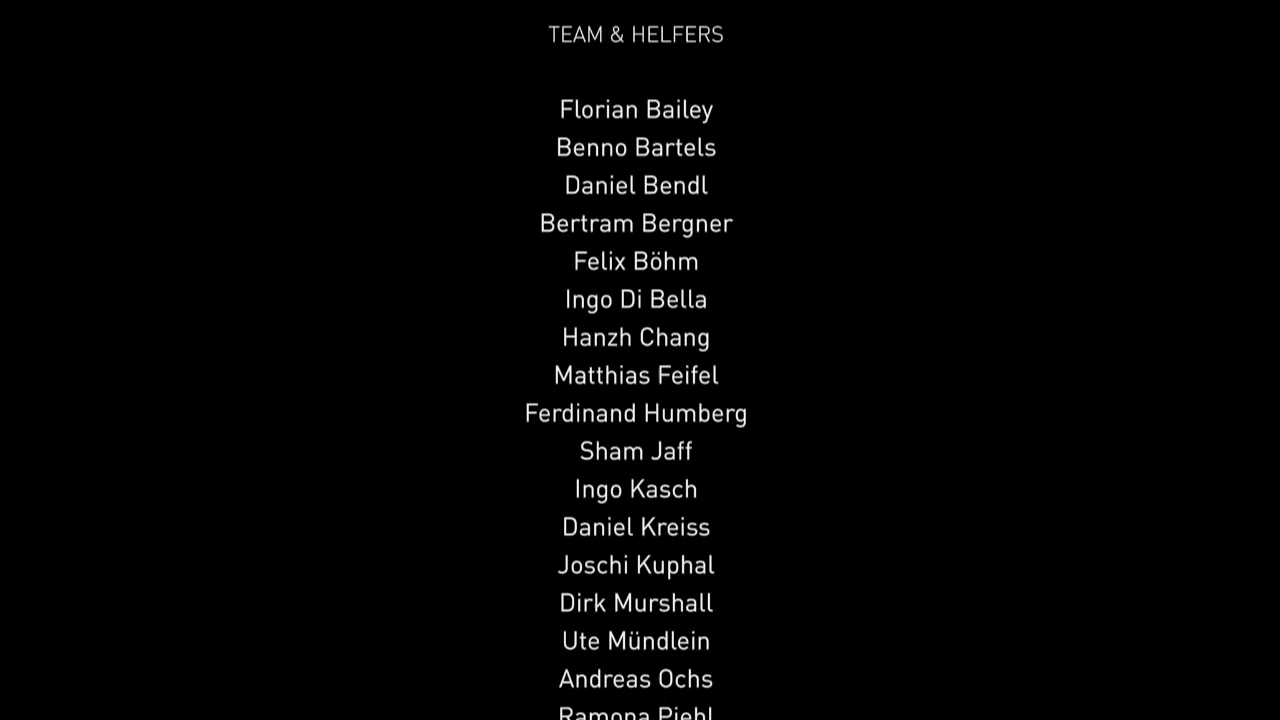 TEAM & HELFERS
Florian Bailey
Benno Bartels
Daniel Bendl
Bertram Bergner
Felix Böhm
Ingo Di Bella
Hanzh Chang
Matthias Feifel
Ferdinand Humberg
Sham Jaff
Ingo Kasch
Daniel Kreiss
Joschi Kuphal
Dirk Murshall
Ute Mündlein
Andreas Ochs
Ramona Piehl